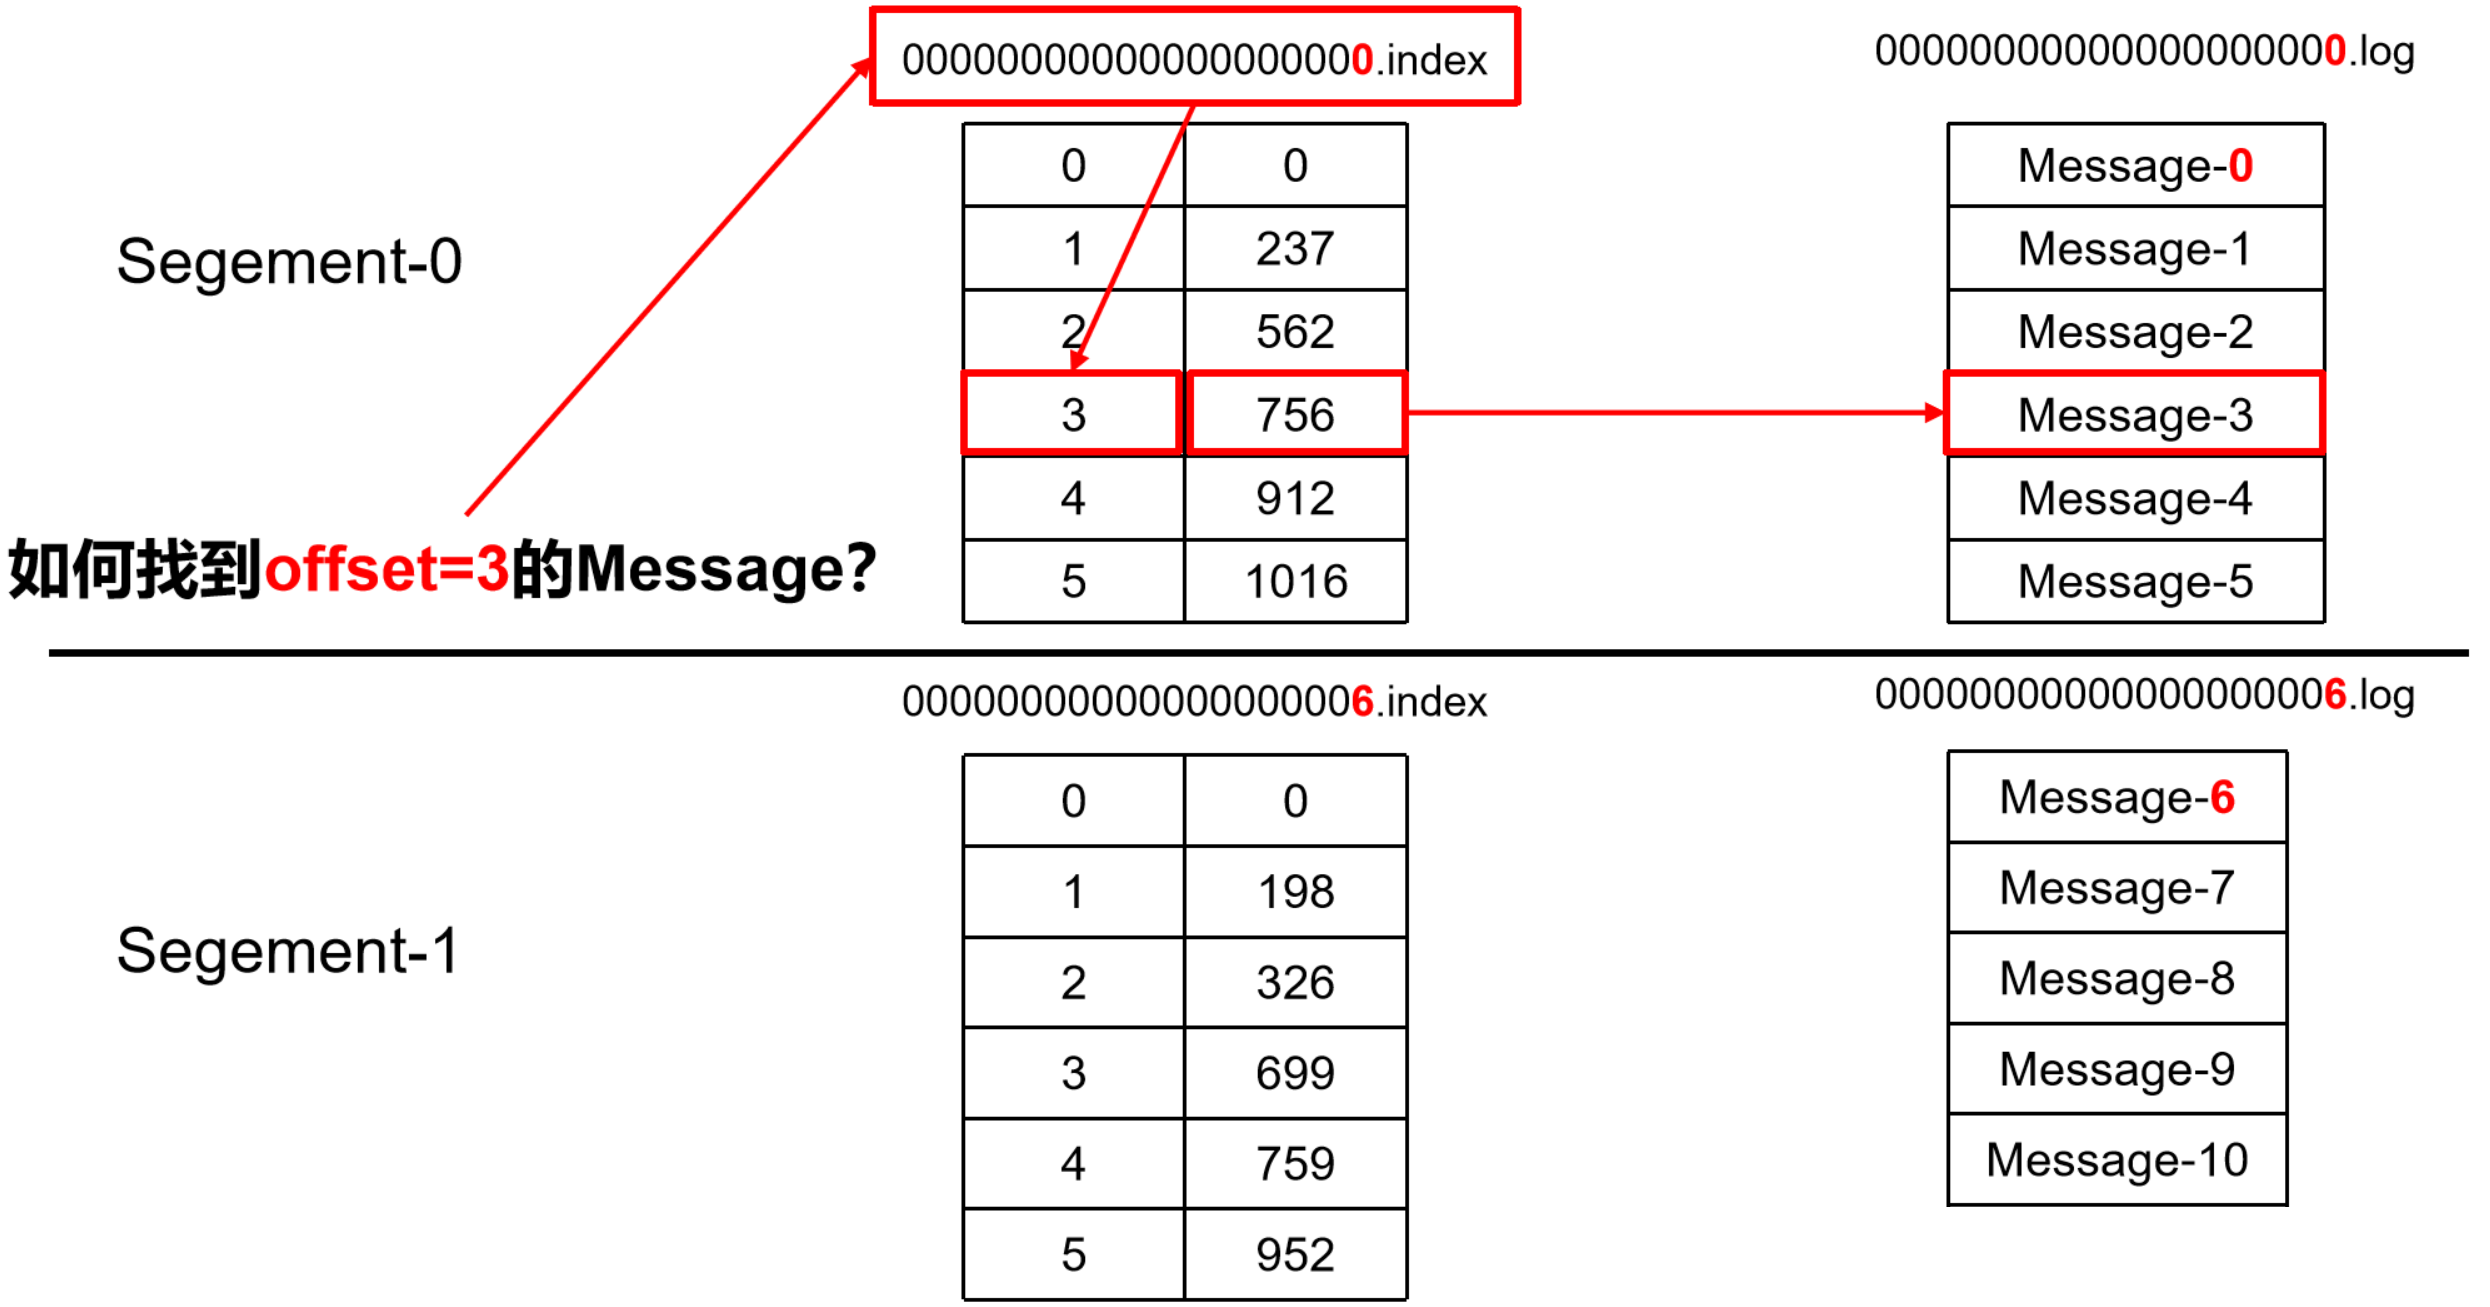 00000000000000000000.index
00000000000000000000.log
0 0
1 237
2 562
3 756
4 912
5 1016
Message-0
Message-1
Message-2
Message-3
Message-4
Message-5
Segement-0
如何找到offset=3的Message?
00000000000000000006.index
00000000000000000006.log
0 0
1 198
2 326
3 699
4 759
5 952
Message-6
Message-7
Message-8
Message-9
Message-10
Segement-1